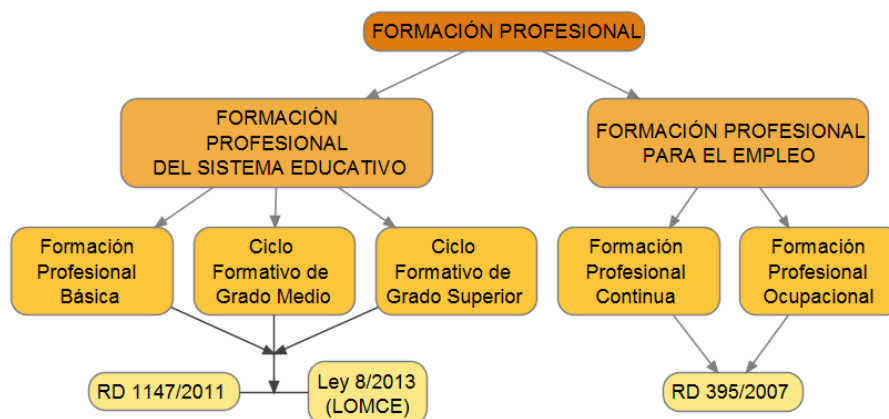 FORMACIÓN PROFESIONAL
FORMACIÓN
PROFESIONAL
DEL SISTEMA EDUCATIVO
FORMACIÓN PROFESIONAL
PARA EL EMPLEO
Formación
Profesional
Básica
Ciclo
Formativo de
Grado Medio
Ciclo
Formativo de
Grado Superior
Formación
Profesional
Continua
Formación
Profesional
Ocupacional
RD 1147/2011
Ley 8/2013
(LOMCE)
RD 395/2007